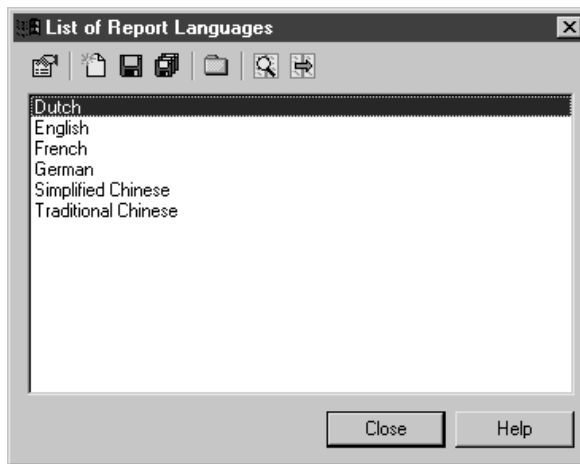 List of Report Languages
Dutch
English
French
German
Simplified Chinese
Traditional Chinese
Close
Help